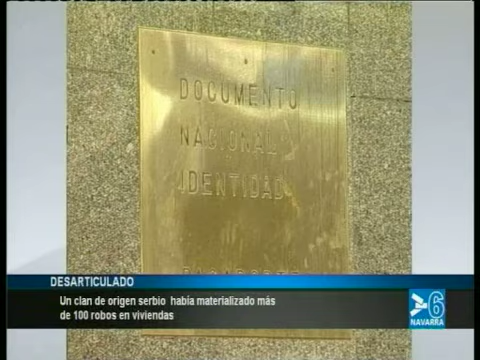 DOCUMENTO
NACIONAL
IDENTIDAD
PASAPORTE
DESARTICULADO
Un clan de origen serbio había materializado más
de 100 robos en viviendas
6
NAVARRA